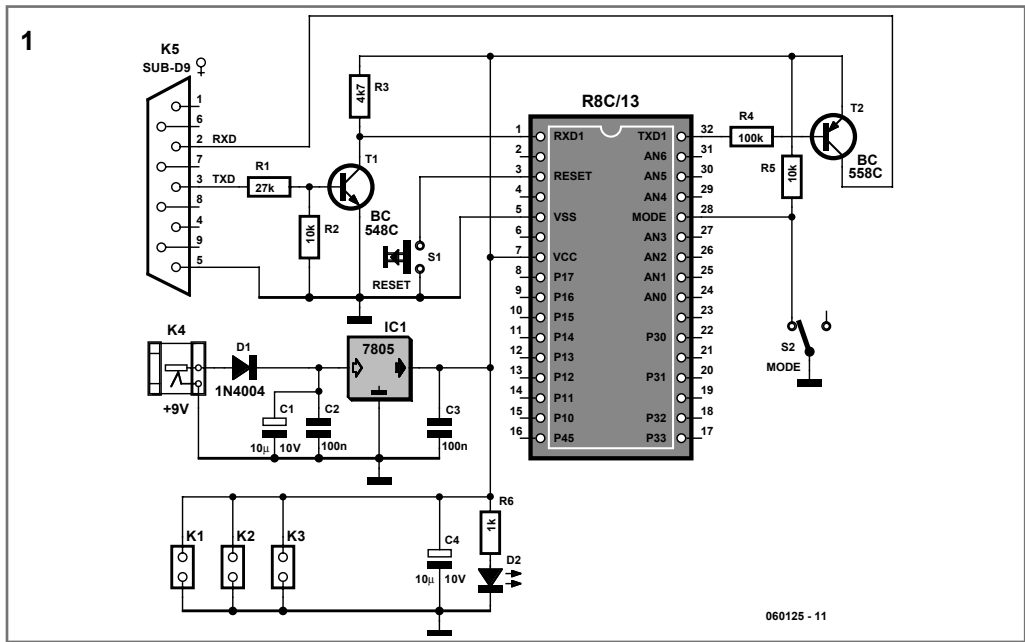 1
K5
SUB-D9
1
6
2 RXD
7
3 TXD
8
4
9
5
R1
27k
R2
10k
R3
4k7
T1
BC
548C
S1
RESET
R8C/13
1 RXD1
2
3 RESET
4
5 VSS
6
7 VCC
8 P17
9 P16
10 P15
11 P14
12 P13
13 P12
14 P11
15 P10
16 P45
TXD1 32
AN6 31
AN5 30
AN4 29
MODE 28
AN3 27
AN2 26
AN1 25
AN0 24
23
P30 22
21
P31 20
19
P32 18
P33 17
R4
100k
T2
BC
558C
R5
10k
S2
MODE
K4
+9V
D1
1N4004
IC1
7805
C1
10µ 10V
C2
100n
C3
100n
K1 K2 K3
C4
10µ 10V
R6
1k
D2
060125 - 11